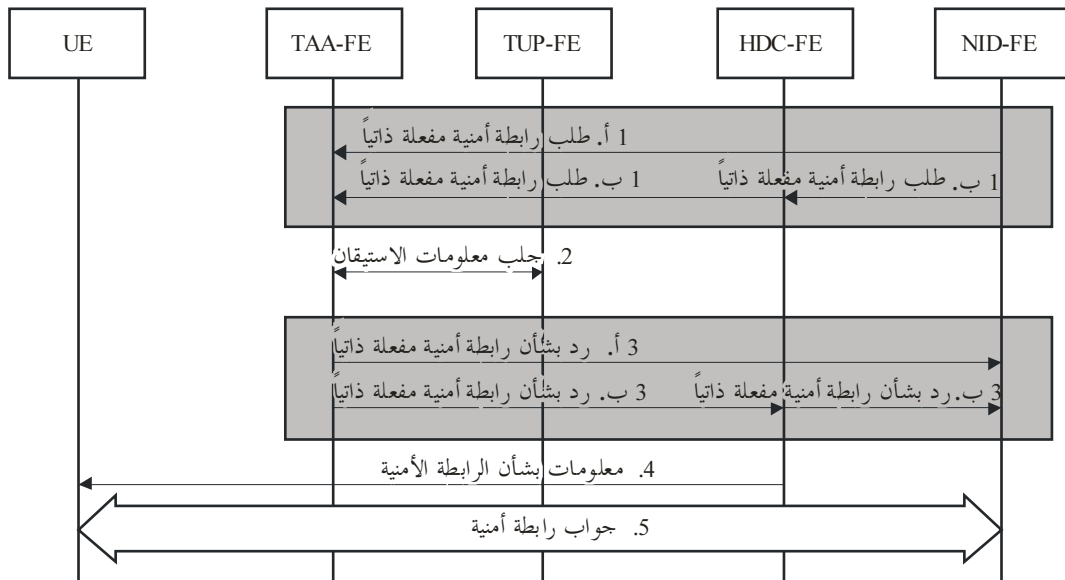 UE
TAA-FE
TUP-FE
HDC-FE
NID-FE
1 أ. طلب رابطة أمنية مفعلة ذاتياً
1 ب. طلب رابطة أمنية مفعلة ذاتياً
1 ب. طلب رابطة أمنية مفعلة ذاتياً
2. جلب معلومات الاستيقان
3 أ. رد بشأن رابطة أمنية مفعلة ذاتياً
3 ب. رد بشأن رابطة أمنية مفعلة ذاتياً
3 ب. رد بشأن رابطة أمنية مفعلة ذاتياً
4. معلومات بشأن الرابطة الأمنية
5. جواب رابطة أمنية